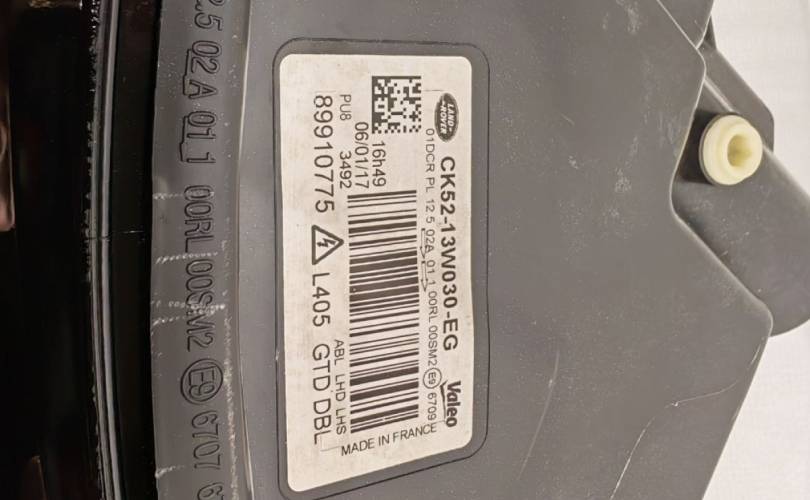 LAND-
ROVER
CK52-13W030-EG
Valeo
01DCR PL 12.5 02A 01 1 00RL 00SM2 E9 6709
16h49
06/01/17
3492
PU8
ABL LHD LHS
MADE IN FRANCE
89910775
L405 GTD DBL
2.5 02A 01 1 00RL 00SM2 E9 6707